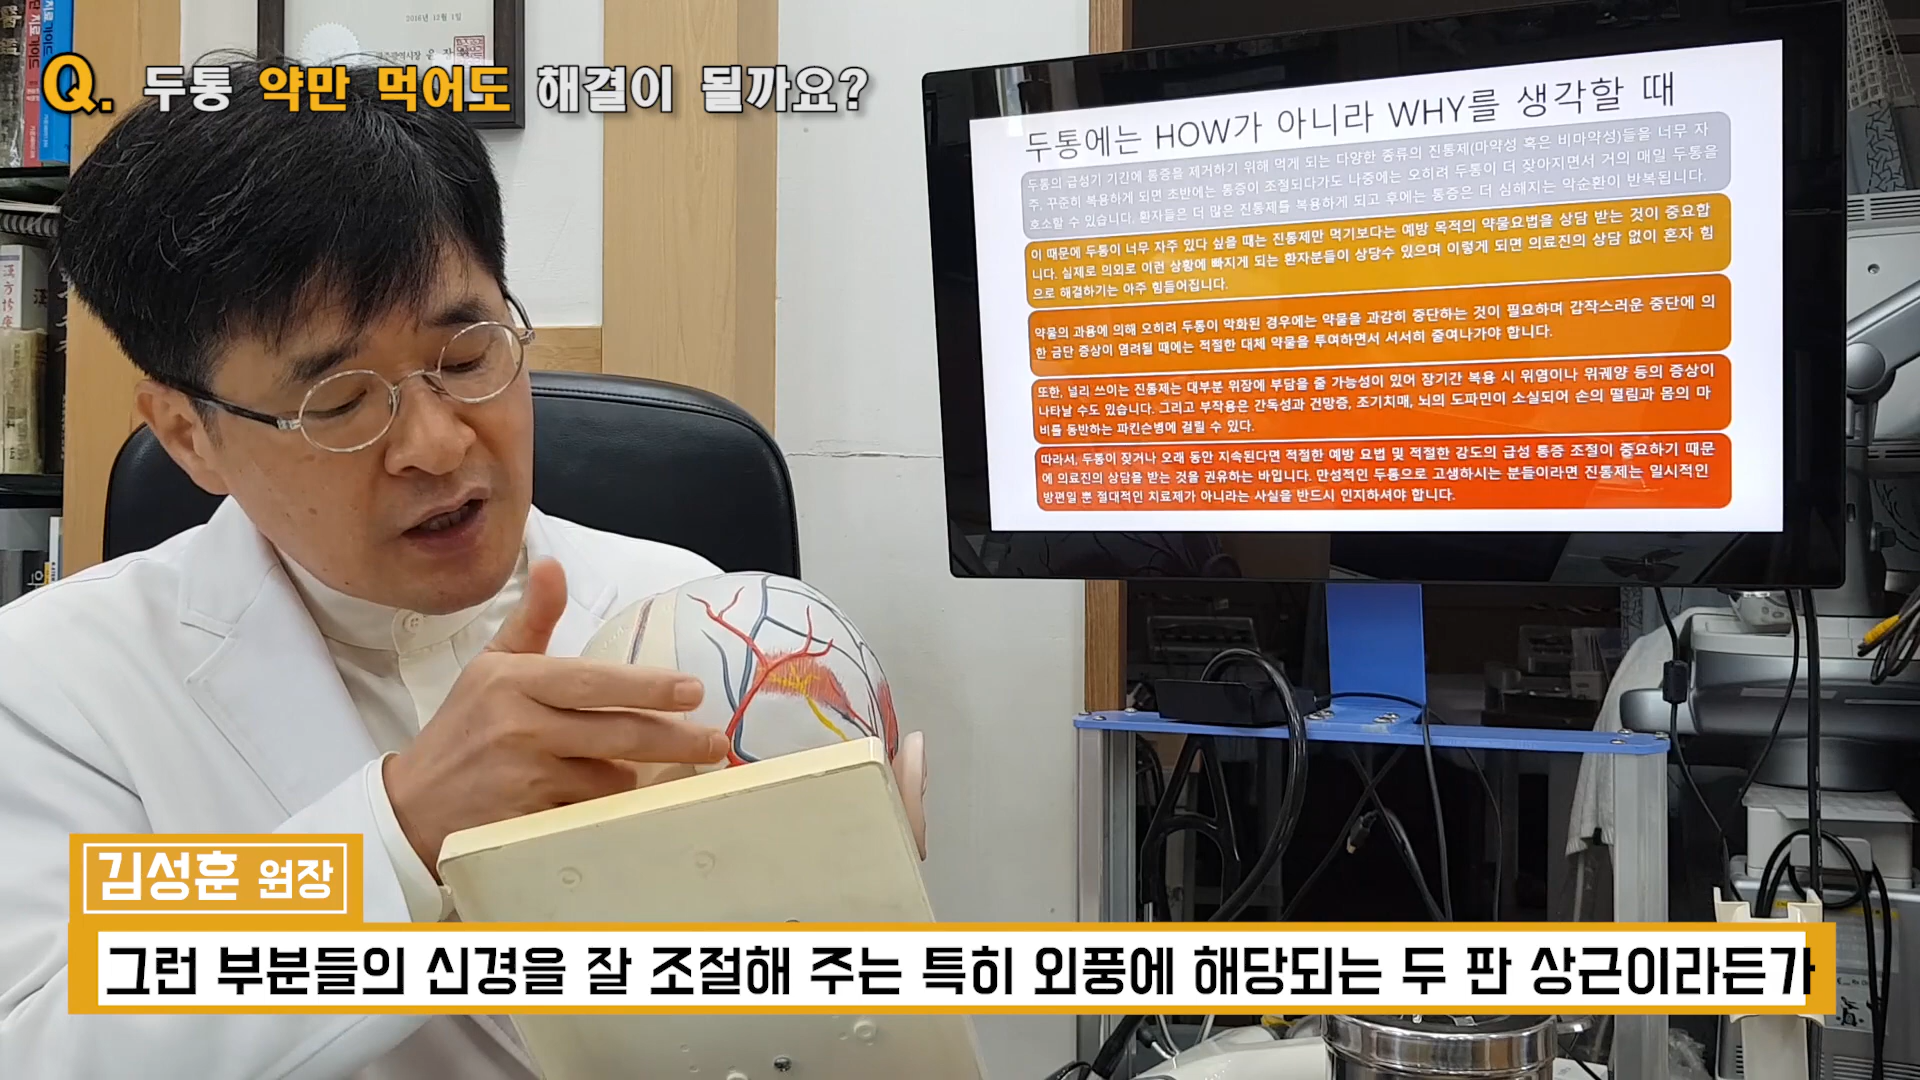 2016년 12월 1일
Q. 두통 약만 먹어도 해결이 될까요?
두통에는 HOW가 아니라 WHY를 생각할 때
두통의 급성기 기간에 통증을 제거하기 위해 먹게 되는 다양한 종류의 진통제(마약성 혹은 비마약성)들을 너무 자
주, 꾸준히 복용하게 되면 초반에는 통증이 조절되다가도 나중에는 오히려 두통이 더 잦아지면서 거의 매일 두통을
호소할 수 있습니다. 환자들은 더 많은 진통제를 복용하게 되고 후에는 통증은 더 심해지는 악순환이 반복됩니다.
이 때문에 두통이 너무 자주 있다 싶을 때는 진통제만 먹기보다는 예방 목적의 약물요법을 상담 받는 것이 중요합
니다. 실제로 의외로 이런 상황에 빠지게 되는 환자분들이 상당수 있으며 이렇게 되면 의료진의 상담 없이 혼자 힘
으로 해결하기는 아주 힘들어집니다.
약물의 과용에 의해 오히려 두통이 악화된 경우에는 약물을 과감히 중단하는 것이 필요하며 갑작스러운 중단에 의
한 금단 증상이 염려될 때에는 적절한 대체 약물을 투여하면서 서서히 줄여나가야 합니다.
또한, 널리 쓰이는 진통제는 대부분 위장에 부담을 줄 가능성이 있어 장기간 복용 시 위염이나 위궤양 등의 증상이
나타날 수도 있습니다. 그리고 부작용은 간독성과 건망증, 조기치매, 뇌의 도파민이 소실되어 손의 떨림과 몸의 마
비를 동반하는 파킨슨병에 걸릴 수 있다.
따라서, 두통이 잦거나 오래 동안 지속된다면 적절한 예방 요법 및 적절한 강도의 급성 통증 조절이 중요하기 때문
에 의료진의 상담을 받는 것을 권유하는 바입니다. 만성적인 두통으로 고생하시는 분들이라면 진통제는 일시적인
방편일 뿐 절대적인 치료제가 아니라는 사실을 반드시 인지하셔야 합니다.
김성훈 원장
그런 부분들의 신경을 잘 조절해 주는 특히 외풍에 해당되는 두 판 상근이라든가